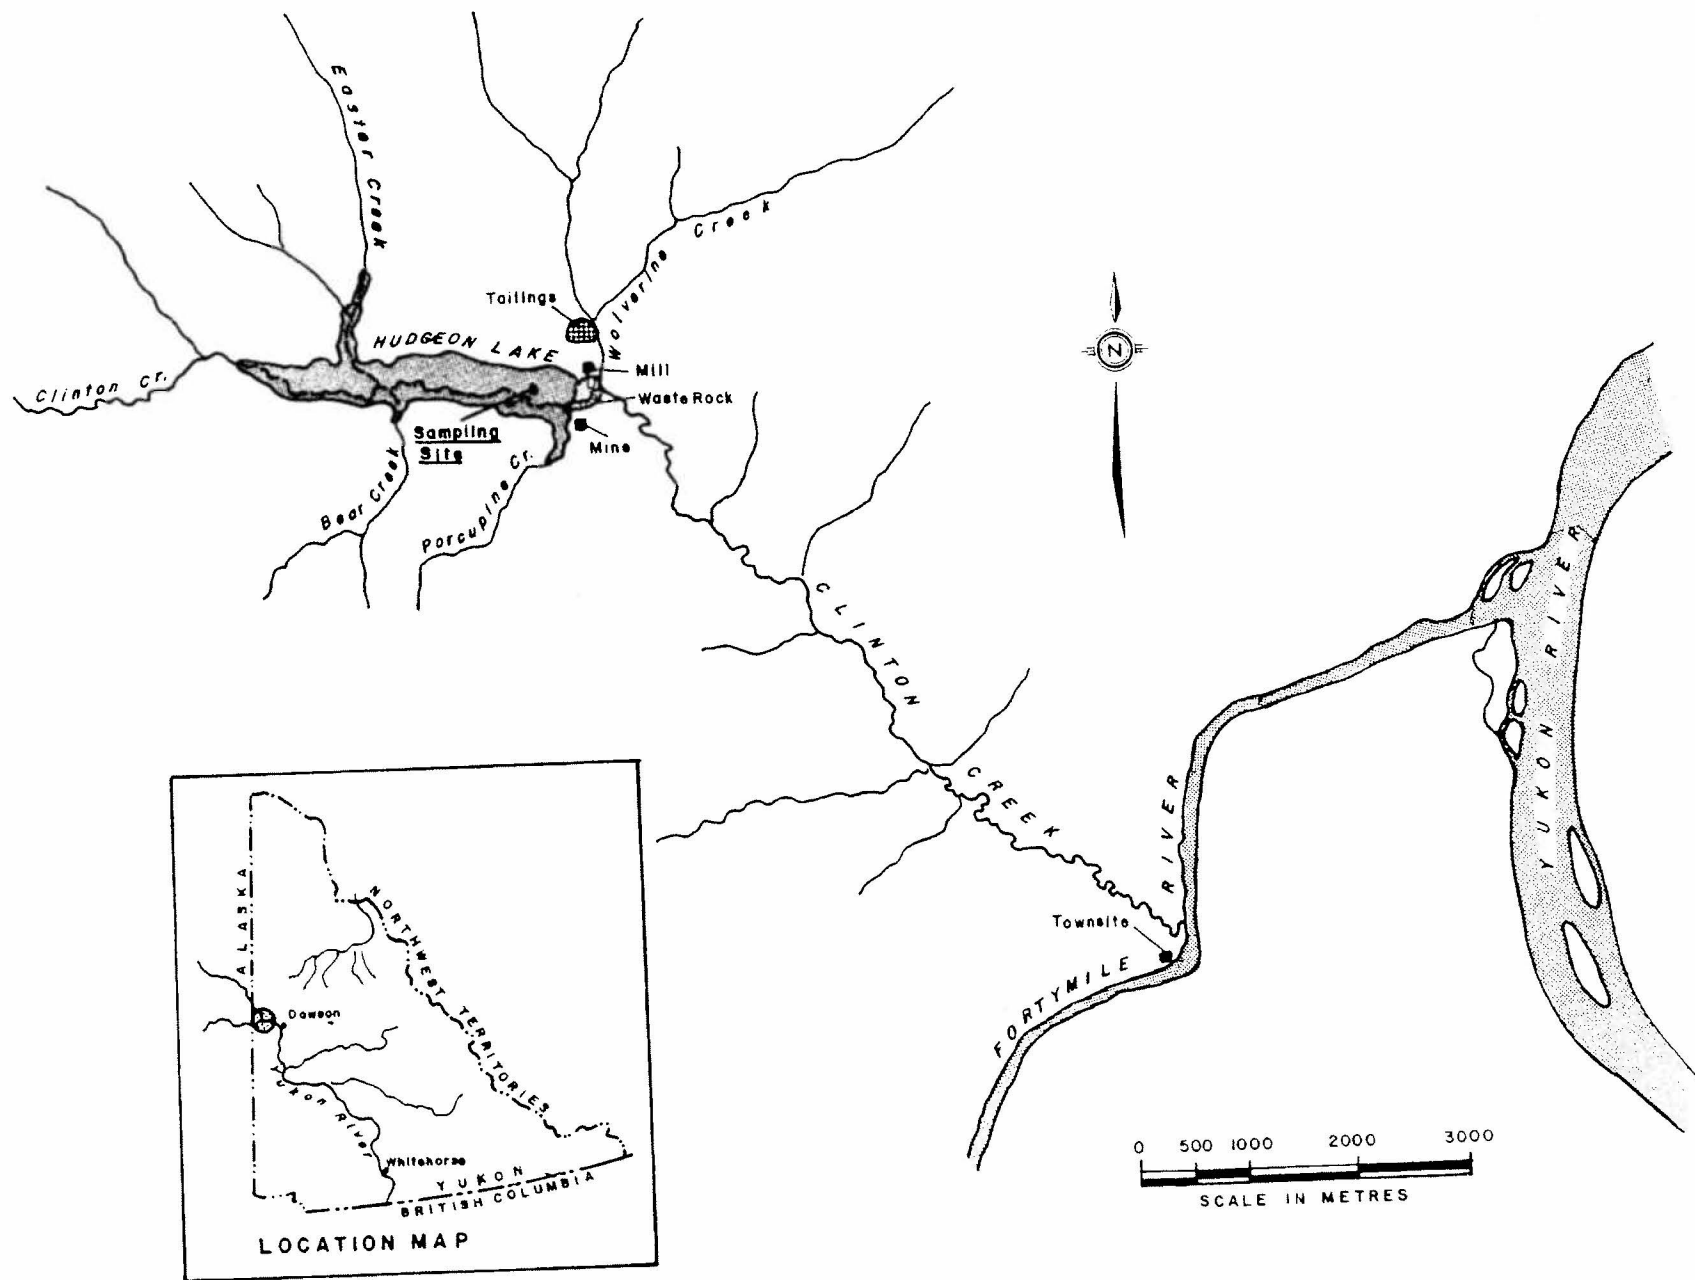 Easter Creek
Wolverine Creek
Tailings
HUDGEON LAKE
Mill
Clinton Cr.
Waste Rock
Sampling
Site
Mine
Bear Creek
Porcupine Cr.
N
CLINTON
CREEK
YUKON RIVER
RIVER
Townsite
FORTYMILE
ALASKA
NORTHWEST TERRITORIES
Dawson
Yukon River
Whitehorse
YUKON
BRITISH COLUMBIA
LOCATION MAP
0 500 1000 2000 3000
SCALE IN METRES